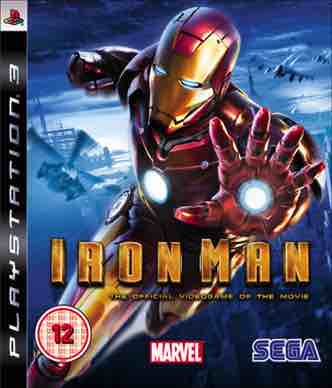 PLAYSTATION 3
IRON MAN
THE OFFICIAL VIDEOGAME OF THE MOVIE
12
MARVEL
SEGA